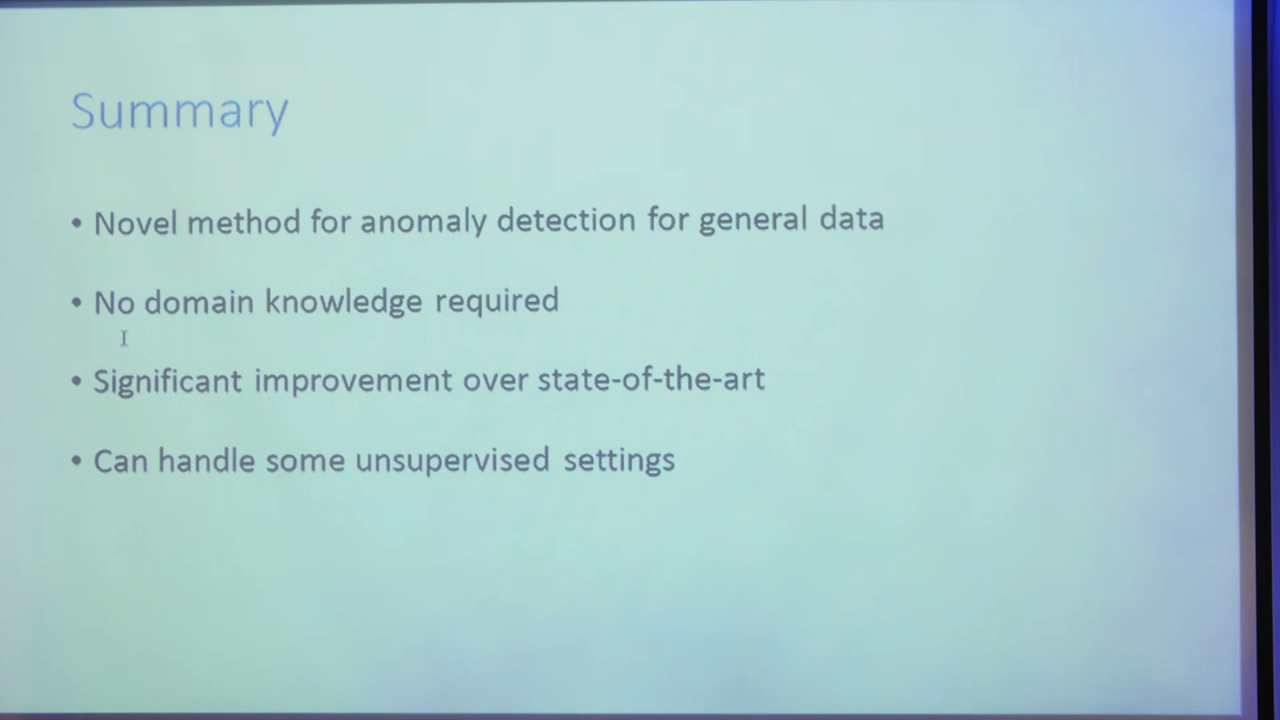 Summary
• Novel method for anomaly detection for general data
• No domain knowledge required
• Significant improvement over state-of-the-art
• Can handle some unsupervised settings